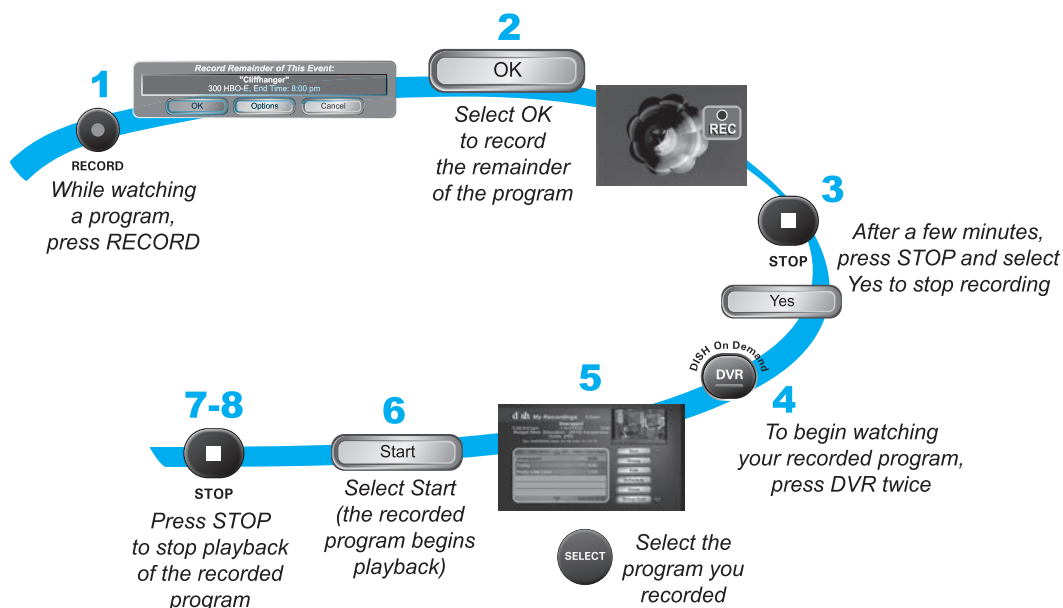 1
RECORD
While watching
a program,
press RECORD
Record Remainder of This Event:
"Cliffhanger"
300 HBO-E, End Time: 8:00 pm
OK Options Cancel
2
OK
Select OK
to record
the remainder
of the program
REC
3
STOP
After a few minutes,
press STOP and select
Yes to stop recording
Yes
DISH On Demand
DVR
4
To begin watching
your recorded program,
press DVR twice
5
dish My Recordings
SELECT
Select the
program you
recorded
6
Start
Select Start
(the recorded
program begins
playback)
7-8
STOP
Press STOP
to stop playback
of the recorded
program